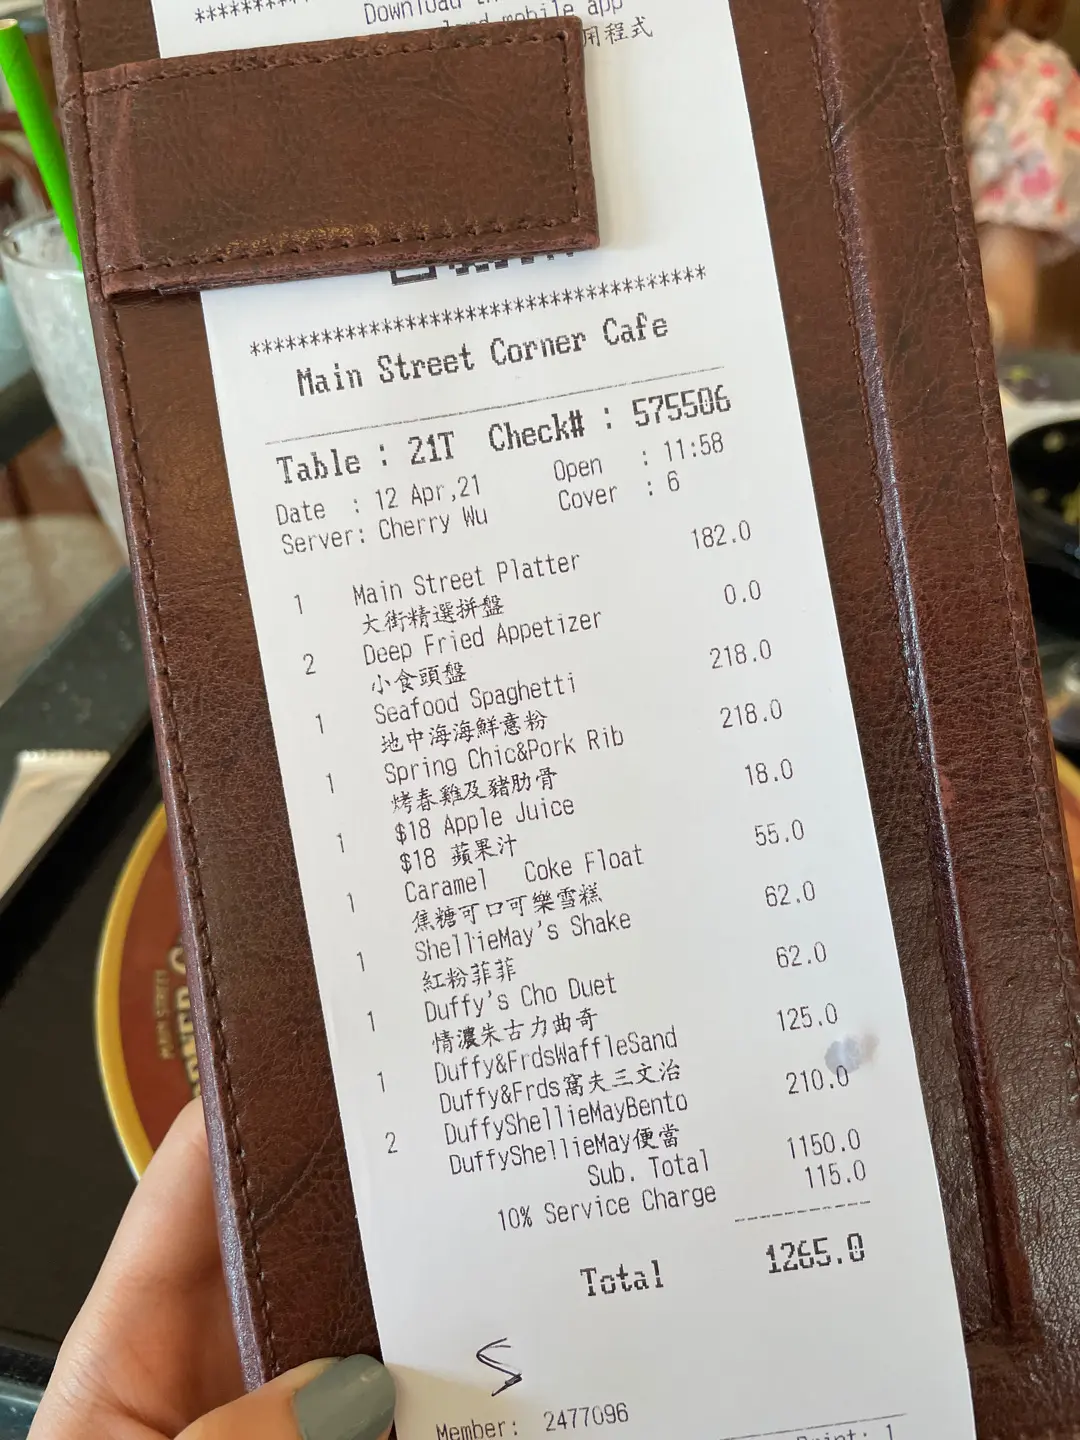 ***********
Download
mobile app
用程式
***********************************
Main Street Corner Cafe
Table : 21T Check# : 575506
Date : 12 Apr,21 Open : 11:58
Server: Cherry Wu Cover : 6
1 Main Street Platter 182.0
大街精選拼盤
2 Deep Fried Appetizer 0.0
小食頭盤
1 Seafood Spaghetti 218.0
地中海海鮮意粉
1 Spring Chic&Pork Rib 218.0
烤春雞及豬肋骨
1 $18 Apple Juice 18.0
$18 蘋果汁
1 Caramel Coke Float 55.0
焦糖可口可樂雪糕
1 ShellieMay's Shake 62.0
紅粉菲菲
1 Duffy's Cho Duet 62.0
情濃朱古力曲奇
1 Duffy&FrdsWaffleSand 125.0
Duffy&Frds窩夫三文治
2 DuffyShellieMayBento 210.0
DuffyShellieMay便當
Sub. Total 1150.0
10% Service Charge 115.0
Total 1265.0
Member: 2477096
Print: 1